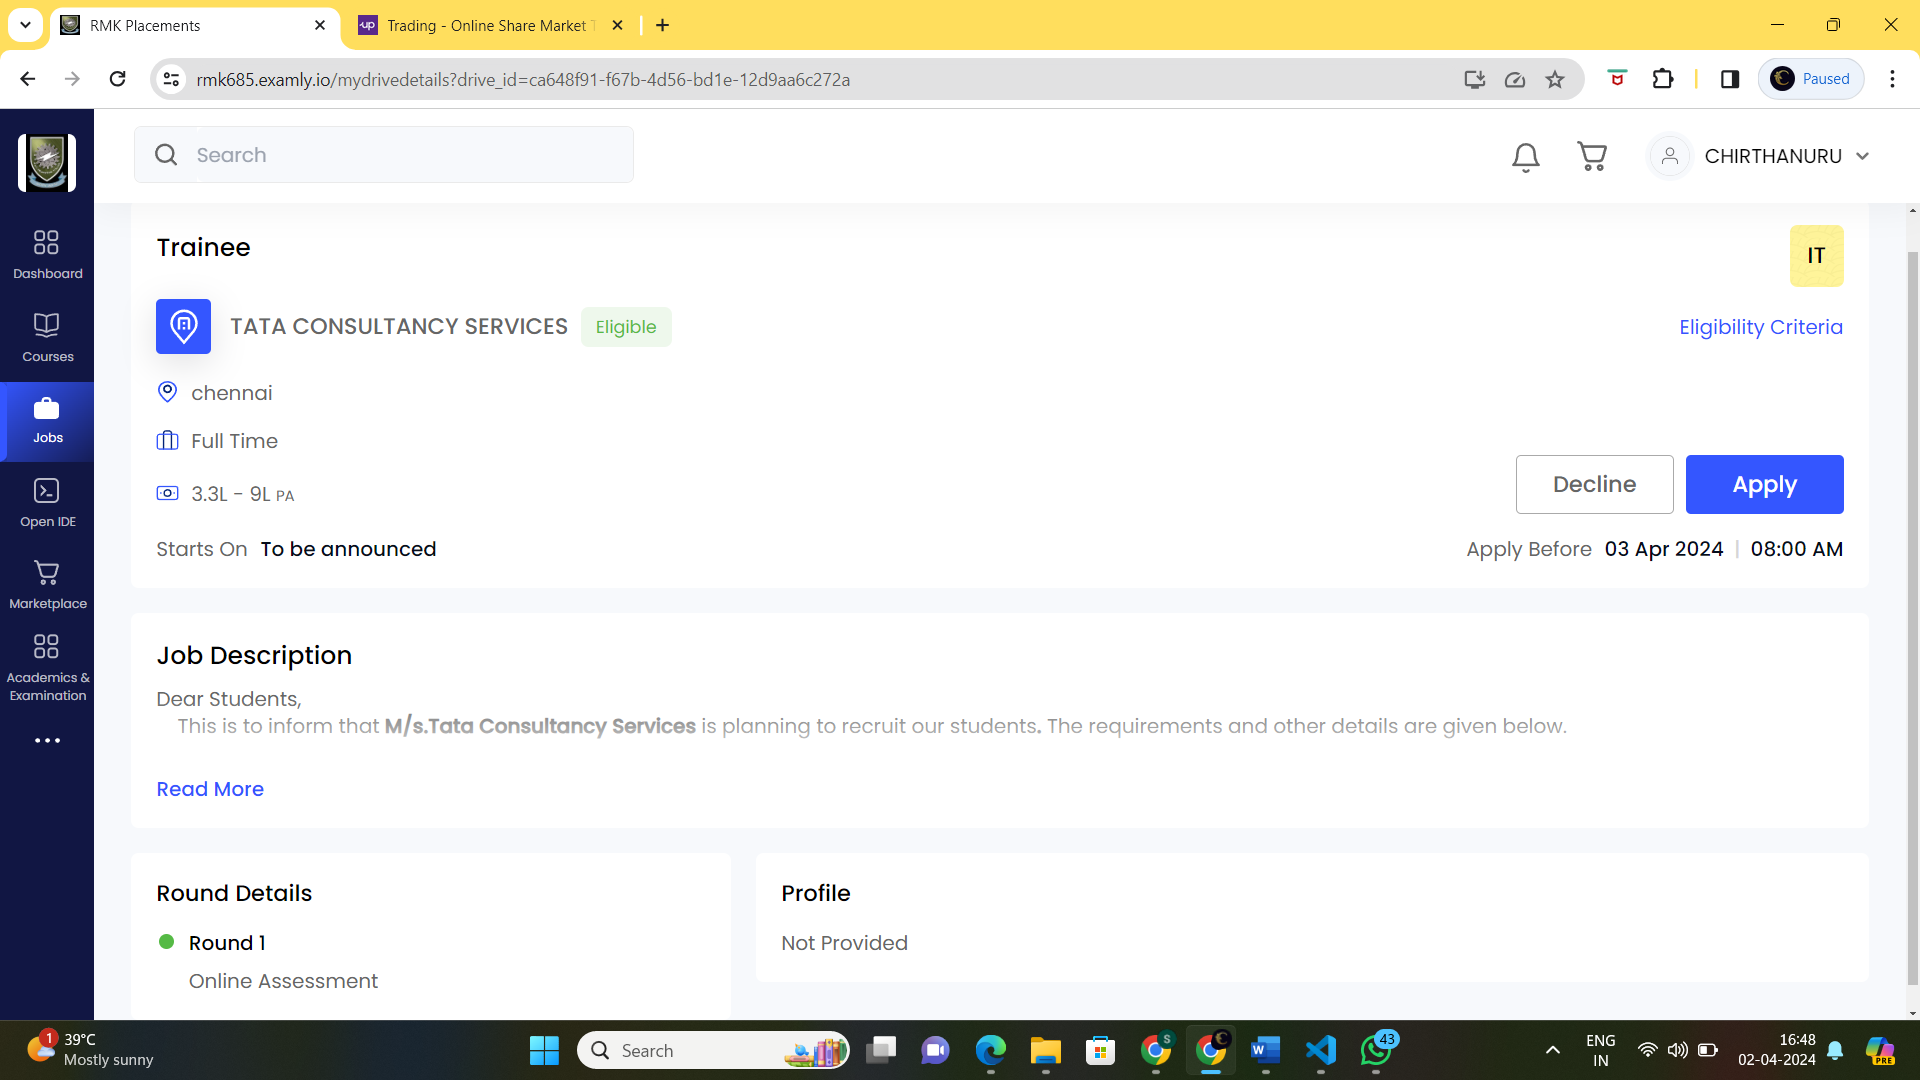 RMK Placements
up
Trading - Online Share Market T
rmk685.examly.io/mydrivedetails?drive_id=ca648f91-f67b-4d56-bd1e-12d9aa6c272a
Paused
Search
CHIRTHANURU
Dashboard
Courses
Jobs
Open IDE
Marketplace
Academics &
Examination
Trainee
IT
TATA CONSULTANCY SERVICES
Eligible
Eligibility Criteria
chennai
Full Time
3.3L - 9L PA
Decline
Apply
Starts On To be announced
Apply Before 03 Apr 2024 | 08:00 AM
Job Description
Dear Students,
This is to inform that M/s.Tata Consultancy Services is planning to recruit our students. The requirements and other details are given below.
Read More
Round Details
Round 1
Online Assessment
Profile
Not Provided
1
39°C
Mostly sunny
Search
S
W
43
ENG
IN
16:48
02-04-2024
PRE